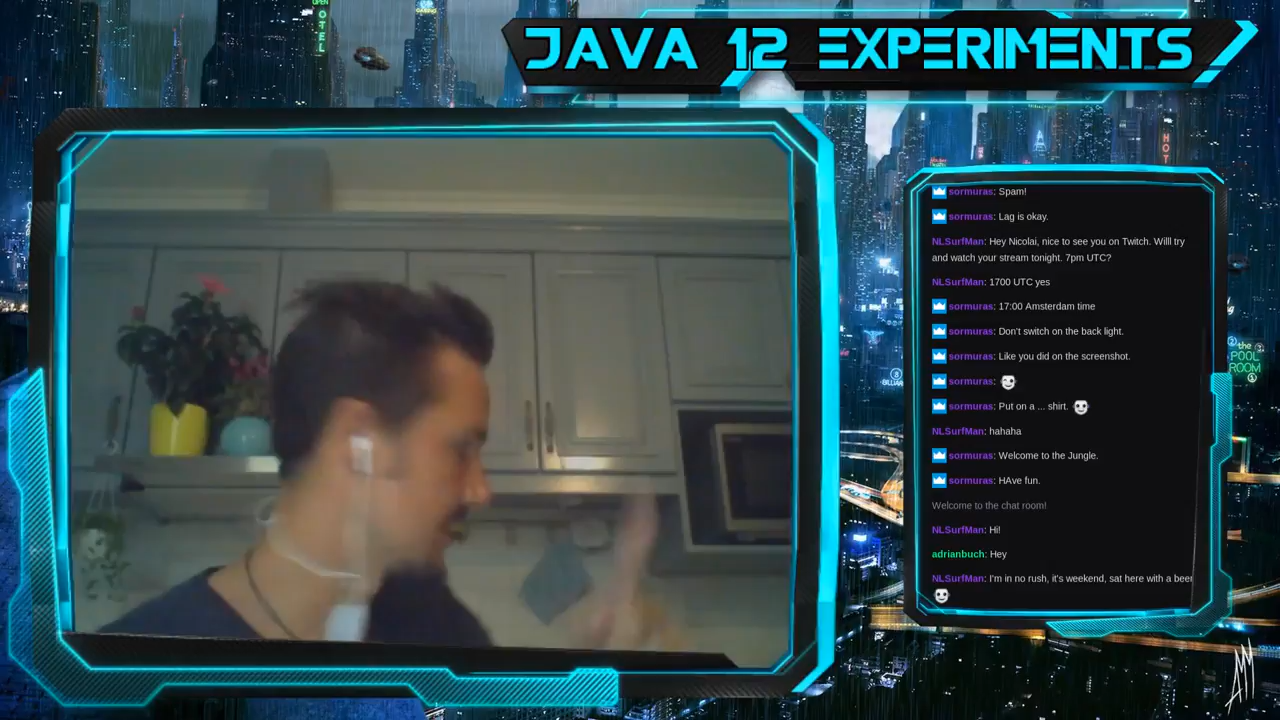 OPEN
HOTEL
JAVA 12 EXPERIMENTS
HOT
sormuras: Spam!
sormuras: Lag is okay.
NLSurfMan: Hey Nicolai, nice to see you on Twitch. Willl try
and watch your stream tonight. 7pm UTC?
NLSurfMan: 1700 UTC yes
sormuras: 17:00 Amsterdam time
sormuras: Don't switch on the back light.
sormuras: Like you did on the screenshot.
sormuras:
sormuras: Put on a ... shirt.
NLSurfMan: hahaha
sormuras: Welcome to the Jungle.
sormuras: HAve fun.
Welcome to the chat room!
NLSurfMan: Hi!
adrianbuch: Hey
NLSurfMan: I'm in no rush, it's weekend, sat here with a beer
the
POOL
ROOM